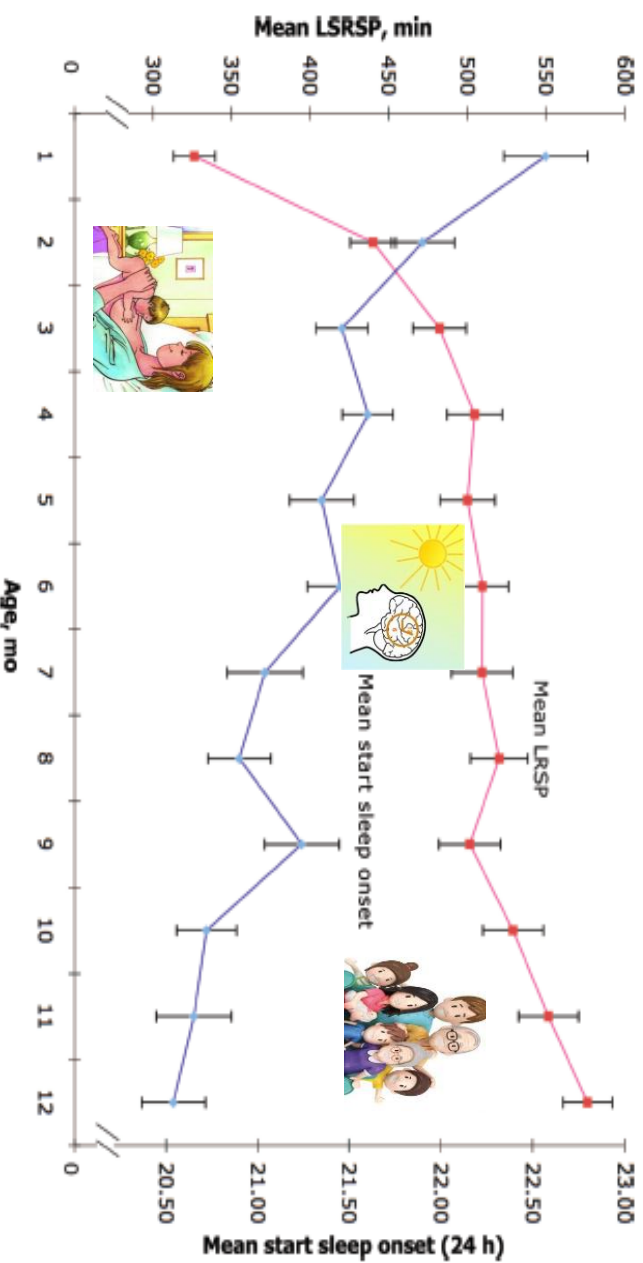 Mean LSRSP, min
600
550
500
450
400
350
300
0
Mean LRSP
Mean start sleep onset
23.00
22.50
22.00
21.50
21.00
20.50
0
Mean start sleep onset (24 h)
1 2 3 4 5 6 7 8 9 10 11 12
Age, mo